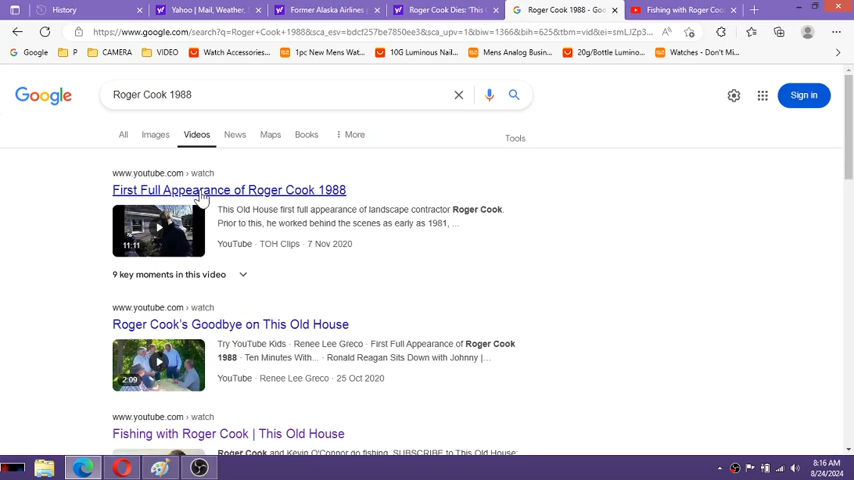 History
Yahoo | Mail, Weather,
Former Alaska Airlines
Roger Cook Dies: 'This
Roger Cook 1988 - Goo
Fishing with Roger Coo
https://www.google.com/search?q=Roger+Cook+1988&sca_esv=bdcf257be7850ee3&sca_upv=1&biw=1366&bih=625&tbm=vid&ei=smLJZp3...
Google
P
CAMERA
VIDEO
Watch Accessories...
1pc New Mens Wat...
10G Luminous Nail...
Mens Analog Busin...
20g/Bottle Lumino...
Watches - Don't Mi...
Google
Roger Cook 1988
Sign in
All
Images
Videos
News
Maps
Books
More
Tools
www.youtube.com › watch
First Full Appearance of Roger Cook 1988
This Old House first full appearance of landscape contractor Roger Cook.
Prior to this, he worked behind the scenes as early as 1981, ...
11:11
YouTube · TOH Clips · 7 Nov 2020
9 key moments in this video
www.youtube.com › watch
Roger Cook's Goodbye on This Old House
Try YouTube Kids · Renee Lee Greco · First Full Appearance of Roger Cook
1988 · Ten Minutes With... · Ronald Reagan Sits Down with Johnny |...
2:09
YouTube · Renee Lee Greco · 25 Oct 2020
www.youtube.com › watch
Fishing with Roger Cook | This Old House
Roger Cook and Kevin O'Connor go fishing. SUBSCRIBE to This Old House:
8:16 AM
8/24/2024